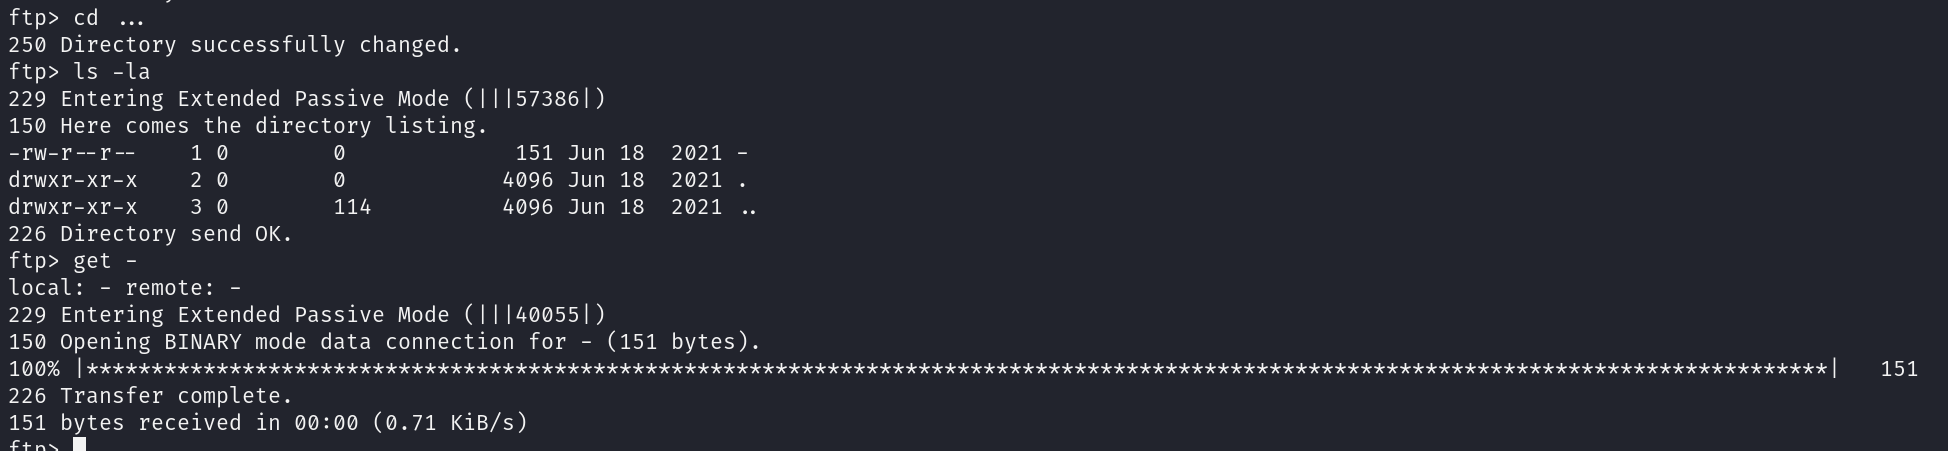 ftp> cd ...
250 Directory successfully changed.
ftp> ls -la
229 Entering Extended Passive Mode (|||57386|)
150 Here comes the directory listing.
-rw-r--r--    1 0        0             151 Jun 18  2021 -
drwxr-xr-x    2 0        0            4096 Jun 18  2021 .
drwxr-xr-x    3 0        114          4096 Jun 18  2021 ..
226 Directory send OK.
ftp> get -
local: - remote: -
229 Entering Extended Passive Mode (|||40055|)
150 Opening BINARY mode data connection for - (151 bytes).
100% |**************************************************************************************************************************************|   151
226 Transfer complete.
151 bytes received in 00:00 (0.71 KiB/s)
ftp>